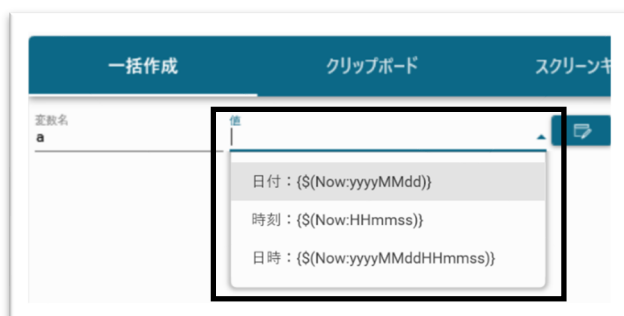 一括作成 クリップボード スクリーンキ
変数名 値
a
日付：{$(Now:yyyyMMdd)}
時刻：{$(Now:HHmmss)}
日時：{$(Now:yyyyMMddHHmmss)}